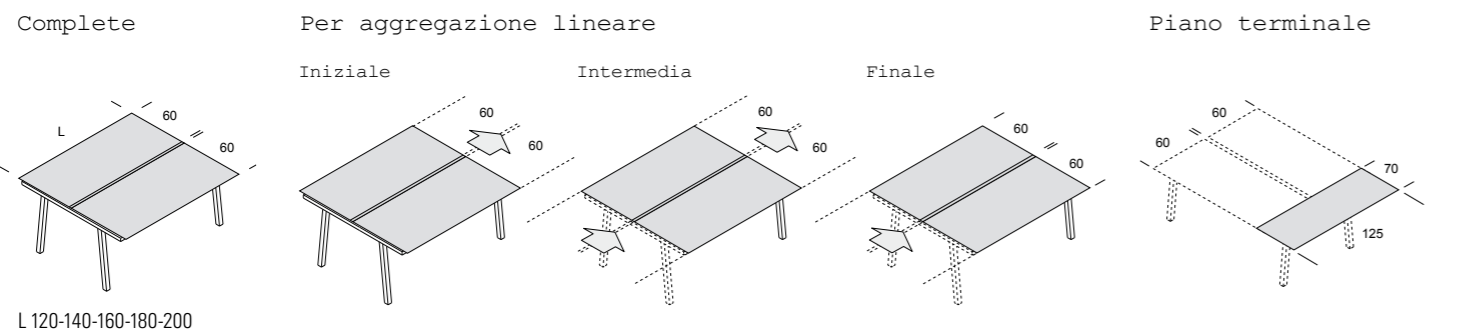 Complete
Per aggregazione lineare
Piano terminale
Iniziale
Intermedia
Finale
L
60
60
60
60
60
60
60
60
60
60
70
125
L 120-140-160-180-200